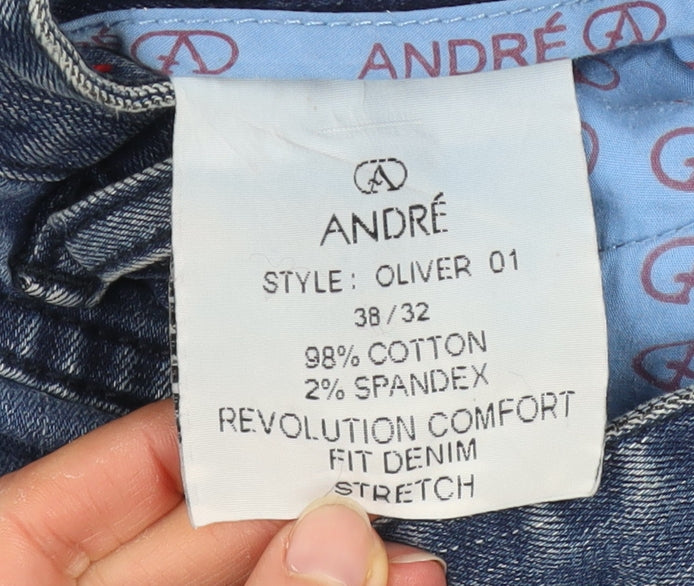 ANDRÉ
A
ANDRÉ
STYLE: OLIVER 01
38/32
98% COTTON
2% SPANDEX
REVOLUTION COMFORT
FIT DENIM
STRETCH